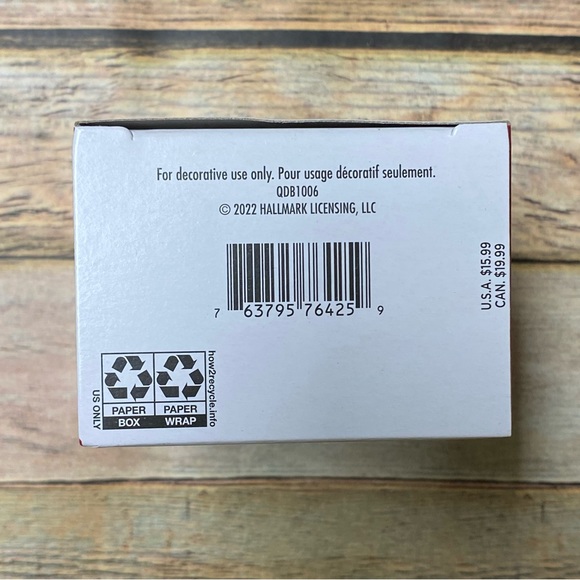 For decorative use only. Pour usage décoratif seulement.
QDB1006
© 2022 HALLMARK LICENSING, LLC
7 63795 76425 9
U.S.A. $15.99
CAN. $19.99
how2recycle.info
PAPER PAPER
BOX WRAP
US ONLY